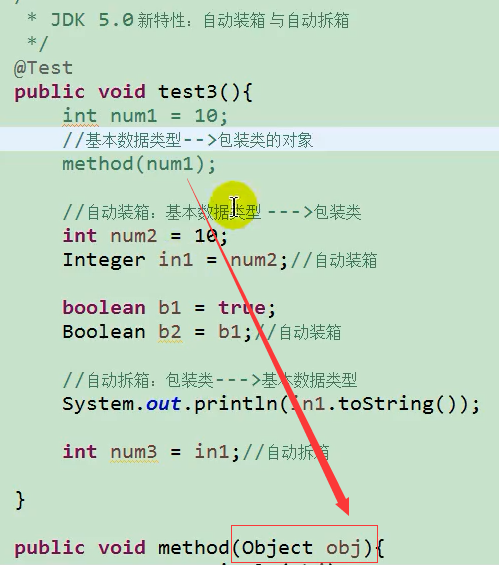 * JDK 5.0 新特性：自动装箱 与自动拆箱
*/
@Test
public void test3(){
int num1 = 10;
//基本数据类型-->包装类的对象
method(num1);
//自动装箱：基本数据类型 --->包装类
int num2 = 10;
Integer in1 = num2;//自动装箱
boolean b1 = true;
Boolean b2 = b1;//自动装箱
//自动拆箱：包装类--->基本数据类型
System.out.println(in1.toString());
int num3 = in1;//自动拆箱
}
public void method(Object obj){